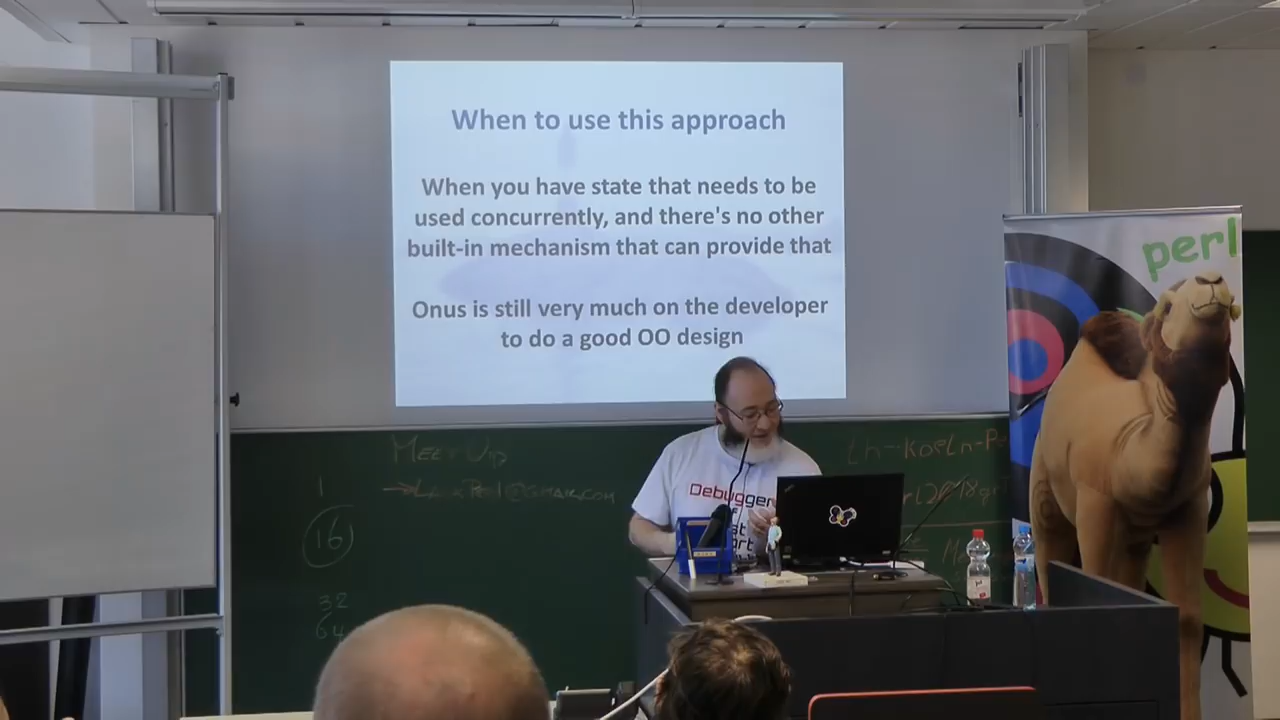 When to use this approach
When you have state that needs to be
used concurrently, and there's no other
built-in mechanism that can provide that
Onus is still very much on the developer
to do a good OO design
perl
MEETUP
1
16
32
64
Debugger